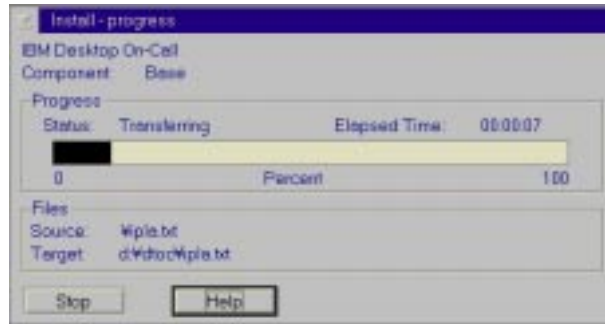 Install - progress
IBM Desktop On-Call
Component Base
Progress
Status: Transferring Elapsed Time: 00:00:07
0 Percent 100
Files
Source: ¥ipla.txt
Target: d:¥dtoc¥ipla.txt
Stop Help